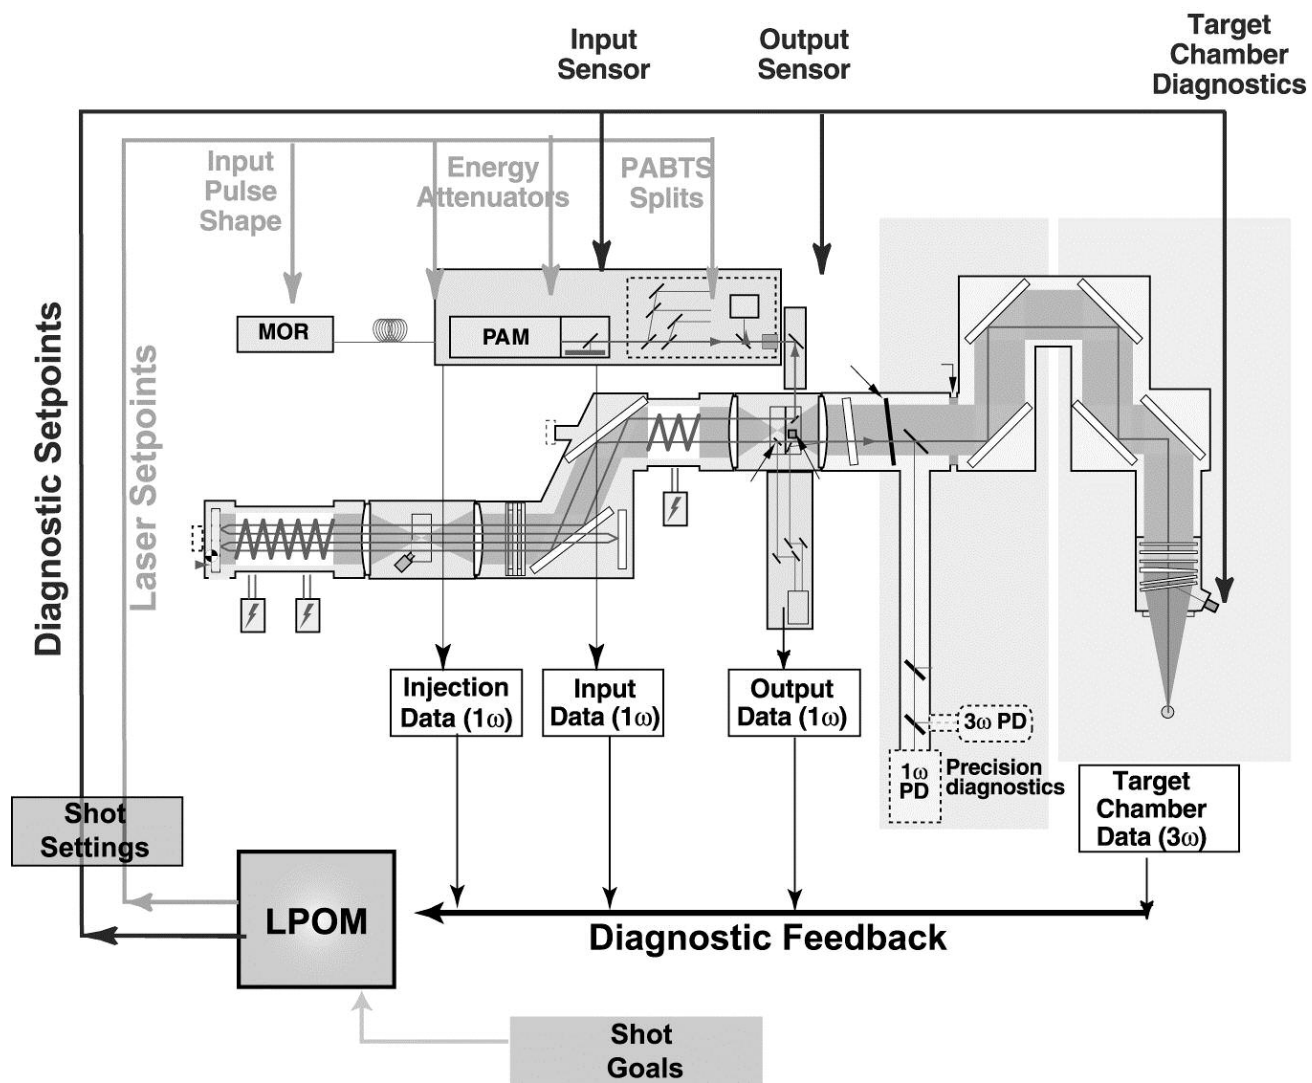 Input
Sensor
Output
Sensor
Target
Chamber
Diagnostics
Input
Pulse
Shape
Energy
Attenuators
PABTS
Splits
MOR
PAM
Diagnostic Setpoints
Laser Setpoints
Injection
Data (1ω)
Input
Data (1ω)
Output
Data (1ω)
3ω PD
1ω
PD
Precision
diagnostics
Target
Chamber
Data (3ω)
Shot
Settings
LPOM
Diagnostic Feedback
Shot
Goals